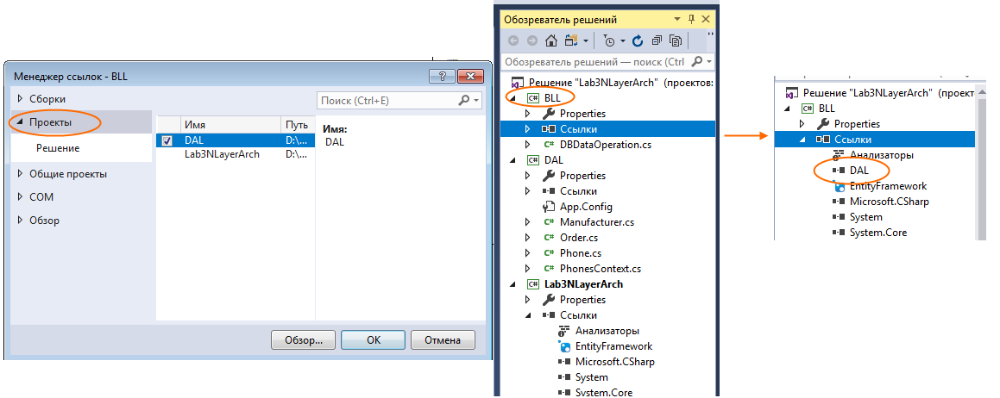 Менеджер ссылок - BLL
Сборки
Проекты
Решение
Общие проекты
COM
Обзор
Имя
Путь
DAL
D:\...
Lab3NLayerArch
D:\...
Поиск (Ctrl+E)
Имя:
DAL
Обзор...
OK
Отмена
Обозреватель решений
Обозреватель решений — поиск (Ctrl
Решение "Lab3NLayerArch" (проектов:
C# BLL
Properties
Ссылки
C# DBDataOperation.cs
C# DAL
Properties
Ссылки
App.Config
C# Manufacturer.cs
C# Order.cs
C# Phone.cs
C# PhonesContext.cs
C# Lab3NLayerArch
Properties
Ссылки
Анализаторы
EntityFramework
Microsoft.CSharp
System
System.Core
Решение "Lab3NLayerArch" (проект
C# BLL
Properties
Ссылки
Анализаторы
DAL
EntityFramework
Microsoft.CSharp
System
System.Core